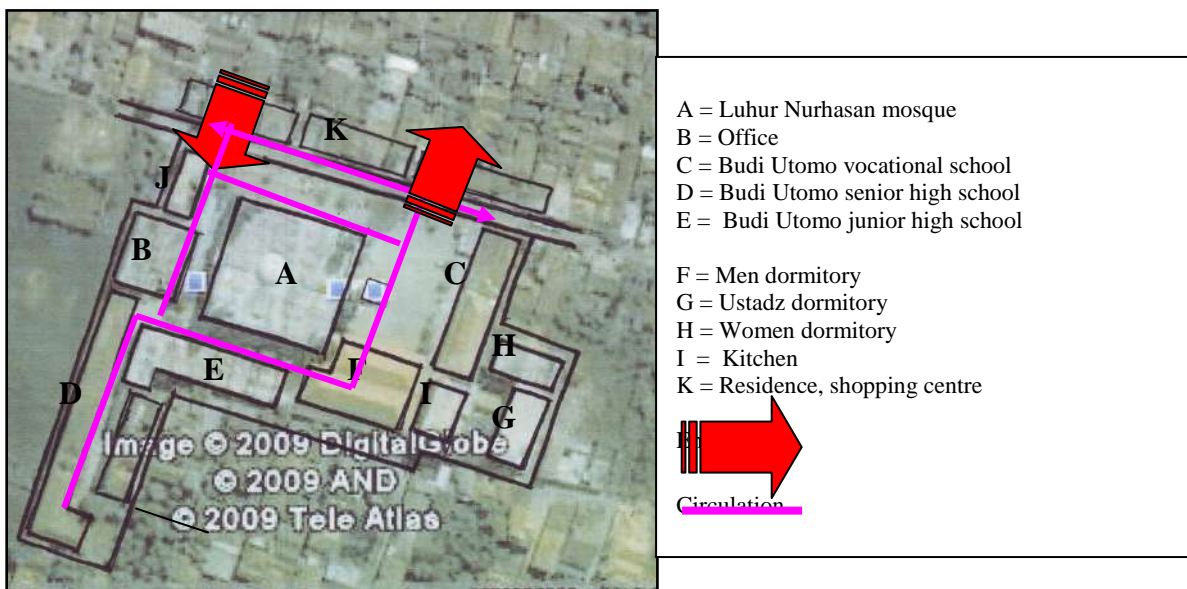 K
J
B
A
C
H
E
F
I
D
G
Image © 2009 DigitalGlobe
© 2009 AND
© 2009 Tele Atlas
A = Luhur Nurhasan mosque
B = Office
C = Budi Utomo vocational school
D = Budi Utomo senior high school
E = Budi Utomo junior high school
F = Men dormitory
G = Ustadz dormitory
H = Women dormitory
I = Kitchen
K = Residence, shopping centre
Circulation